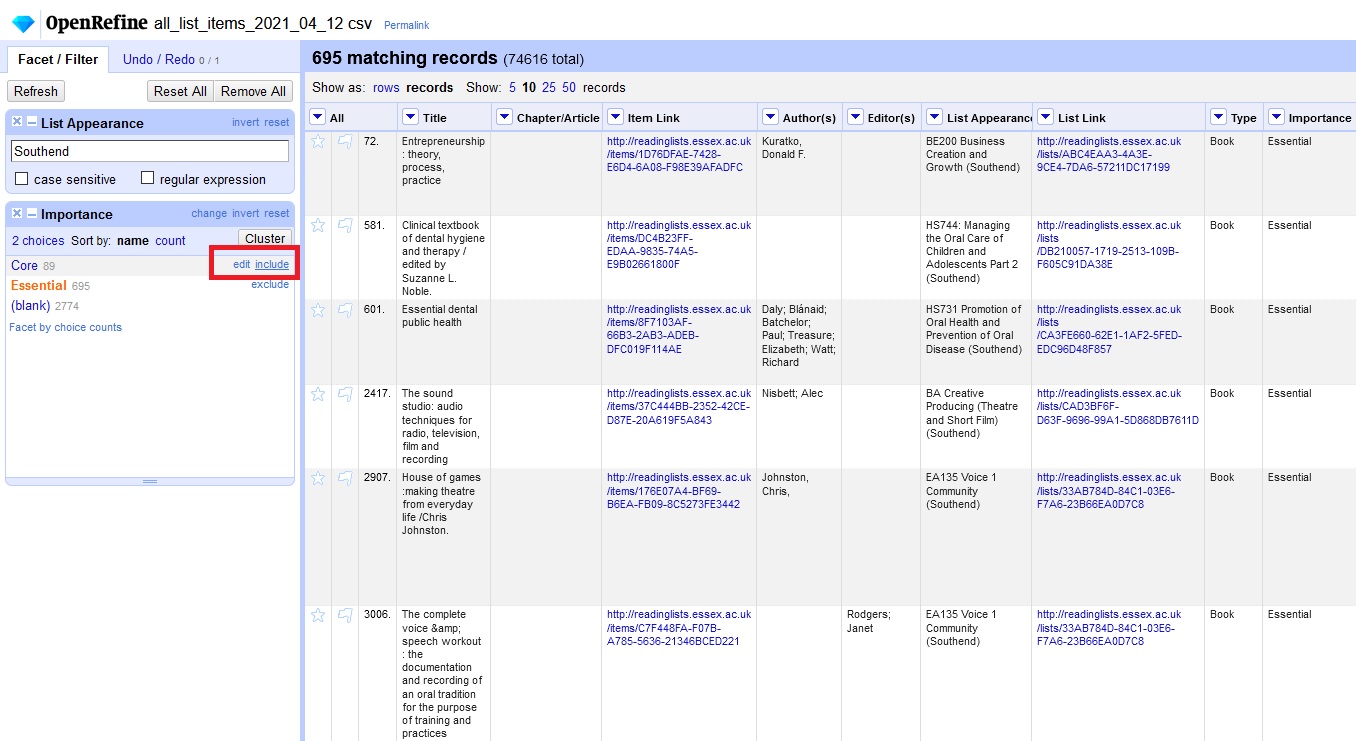 OpenRefine all_list_items_2021_04_12 csv Permalink
Facet / Filter Undo / Redo 0 / 1
Refresh Reset All Remove All
List Appearance invert reset
Southend
case sensitive regular expression
Importance change invert reset
2 choices Sort by: name count Cluster
Core 89 edit include
Essential 695 exclude
(blank) 2774
Facet by choice counts
695 matching records (74616 total)
Show as: rows records Show: 5 10 25 50 records
All Title Chapter/Article Item Link Author(s) Editor(s) List Appearanc List Link Type Importance
72.
Entrepreneurship
: theory,
process,
practice
http://readinglists.essex.ac.uk
/items/1D76DFAE-7428-
E6D4-6A08-F98E39AFADFC
Kuratko,
Donald F.
BE200 Business
Creation and
Growth (Southend)
http://readinglists.essex.ac.uk
/lists/ABC4EAA3-4A3E-
9CE4-7DA6-57211DC17199
Book
Essential
581.
Clinical textbook
of dental hygiene
and therapy /
edited by
Suzanne L.
Noble.
http://readinglists.essex.ac.uk
/items/DC4B23FF-
EDAA-9835-74A5-
E9B02661800F
HS744: Managing
the Oral Care of
Children and
Adolescents Part 2
(Southend)
http://readinglists.essex.ac.uk
/lists
/DB210057-1719-2513-109B-
F605C91DA38E
Book
Essential
601.
Essential dental
public health
http://readinglists.essex.ac.uk
/items/8F7103AF-
66B3-2AB3-ADEB-
DFC019F114AE
Daly; Blánaid;
Batchelor;
Paul; Treasure;
Elizabeth; Watt;
Richard
HS731 Promotion of
Oral Health and
Prevention of Oral
Disease (Southend)
http://readinglists.essex.ac.uk
/lists
/CA3FE660-62E1-1AF2-5FED-
EDC96D48F857
Book
Essential
2417.
The sound
studio: audio
techniques for
radio, television,
film and
recording
http://readinglists.essex.ac.uk
/items/37C444BB-2352-42CE-
D87E-20A619F5A843
Nisbett; Alec
BA Creative
Producing (Theatre
and Short Film)
(Southend)
http://readinglists.essex.ac.uk
/lists/CAD3BF6F-
D63F-9696-99A1-5D868DB7611D
Book
Essential
2907.
House of games
:making theatre
from everyday
life /Chris
Johnston.
http://readinglists.essex.ac.uk
/items/176E07A4-BF69-
B6EA-FB09-8C5273FE3442
Johnston,
Chris,
EA135 Voice 1
Community
(Southend)
http://readinglists.essex.ac.uk
/lists/33AB784D-84C1-03E6-
F7A6-23B66EA0D7C8
Book
Essential
3006.
The complete
voice &amp;
speech workout
: the
documentation
and recording of
an oral tradition
for the purpose
of training and
practices
http://readinglists.essex.ac.uk
/items/C7F448FA-F07B-
A785-5636-21346BCED221
Rodgers;
Janet
EA135 Voice 1
Community
(Southend)
http://readinglists.essex.ac.uk
/lists/33AB784D-84C1-03E6-
F7A6-23B66EA0D7C8
Book
Essential